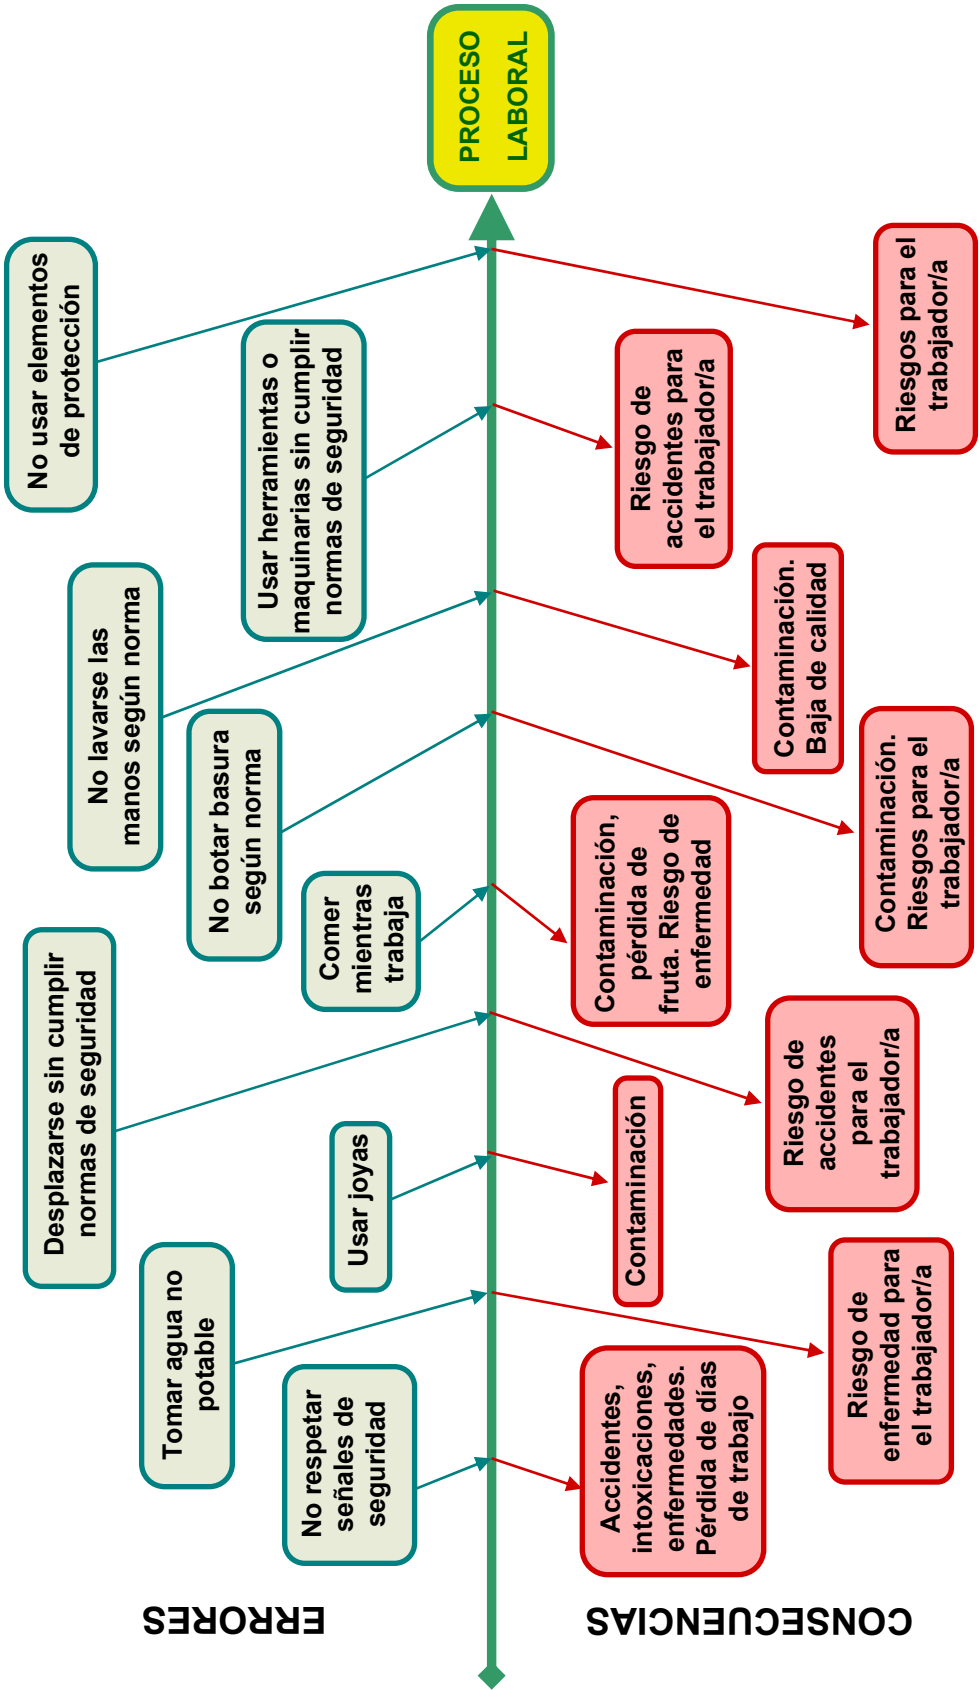 ERRORES
No respetar
señales de
seguridad
Tomar agua no
potable
Usar joyas
Desplazarse sin cumplir
normas de seguridad
Comer
mientras
trabaja
No botar basura
según norma
No lavarse las
manos según norma
Usar herramientas o
maquinarias sin cumplir
normas de seguridad
No usar elementos
de protección
PROCESO
LABORAL
CONSECUENCIAS
Accidentes,
intoxicaciones,
enfermedades.
Pérdida de días
de trabajo
Riesgo de
enfermedad para
el trabajador/a
Contaminación
Riesgo de
accidentes
para el
trabajador/a
Contaminación,
pérdida de
fruta. Riesgo de
enfermedad
Contaminación.
Riesgos para el
trabajador/a
Contaminación.
Baja de calidad
Riesgo de
accidentes para
el trabajador/a
Riesgos para el
trabajador/a